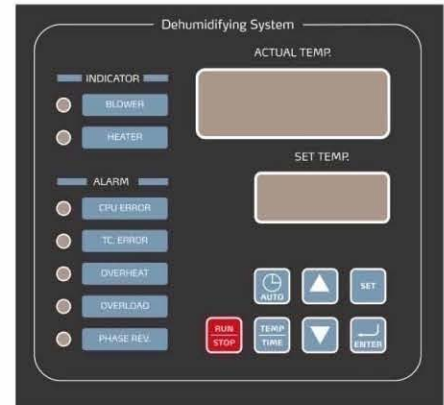 Dehumidifying System
ACTUAL TEMP.
INDICATOR
BLOWER
HEATER
SET TEMP.
ALARM
CPU ERROR
TC. ERROR
OVERHEAT
OVERLOAD
PHASE REV.
AUTO
SET
RUN
STOP
TEMP
TIME
ENTER